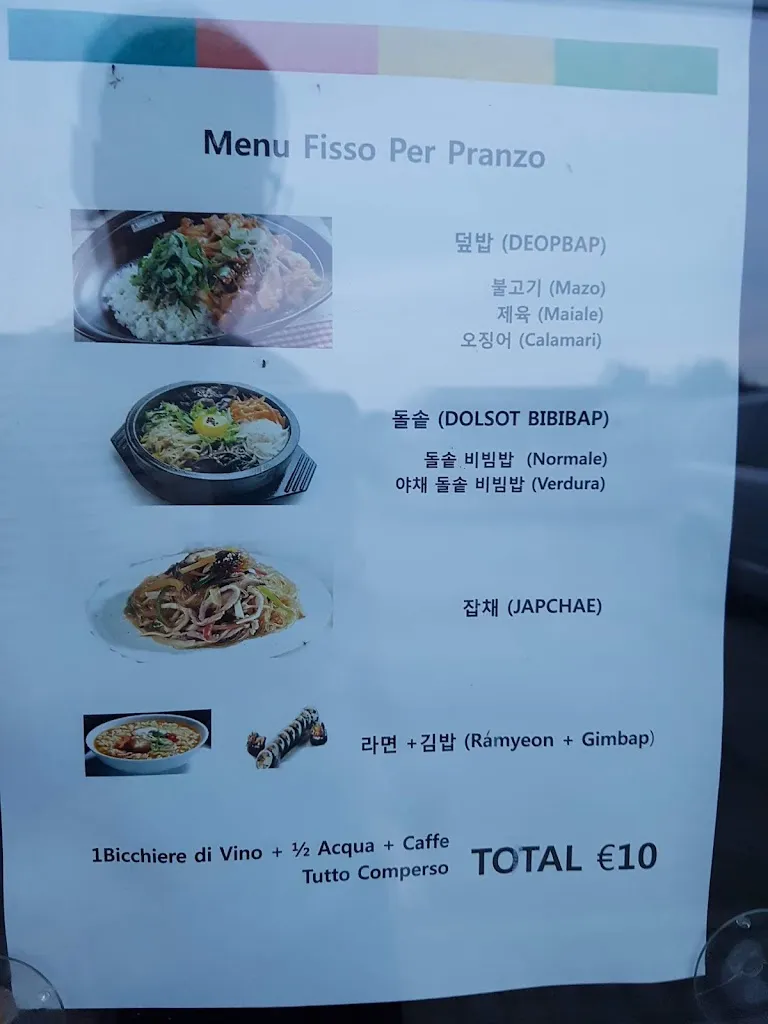 Menu Fisso Per Pranzo
덮밥 (DEOPBAP)
불고기 (Mazo)
제육 (Maiale)
오징어 (Calamari)
돌솥 (DOLSOT BIBIBAP)
돌솥 비빔밥 (Normale)
야채 돌솥 비빔밥 (Verdura)
잡채 (JAPCHAE)
라면 +김밥 (Rámyeon + Gimbap)
1Bicchiere di Vino + ½ Acqua + Caffe
Tutto Comperso
TOTAL €10